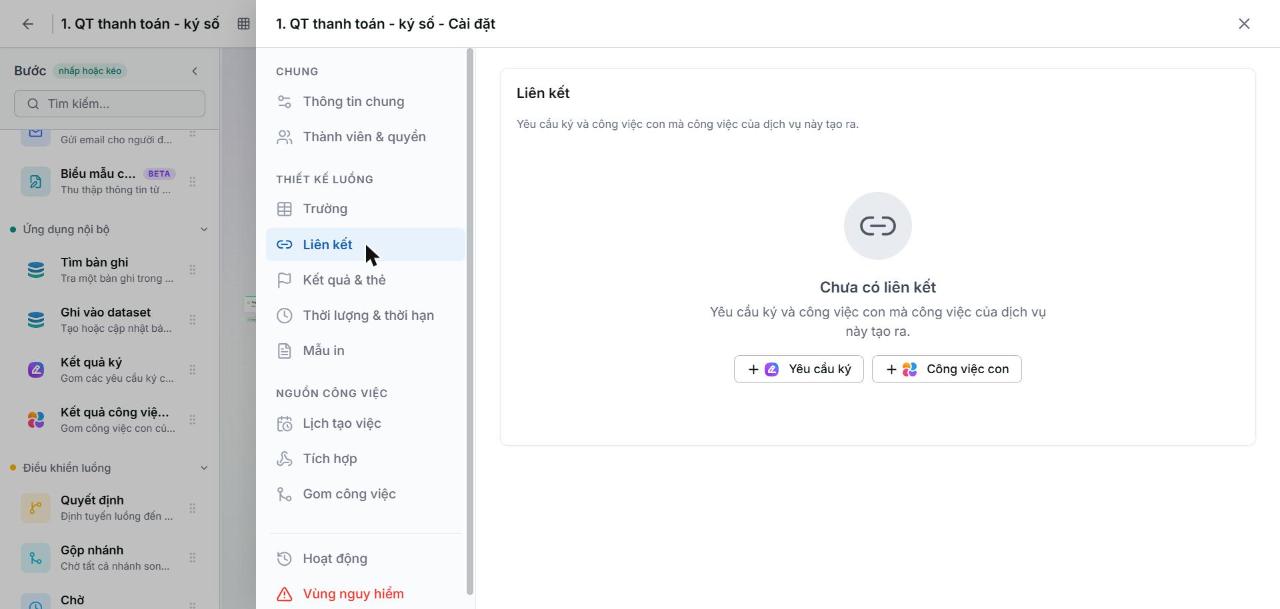 1. QT thanh toán - ký số
Bước
nhấp hoặc kéo
Tìm kiếm...
Gửi email cho người đ...
Biểu mẫu c...
BETA
Thu thập thông tin từ ...
Ứng dụng nội bộ
Tìm bản ghi
Tra một bản ghi trong ...
Ghi vào dataset
Tạo hoặc cập nhật bả...
Kết quả ký
Gom các yêu cầu ký c...
Kết quả công việ...
Gom công việc con củ...
Điều khiển luồng
Quyết định
Định tuyến luồng đến ...
Gộp nhánh
Chờ tất cả nhánh son...
Chờ
1. QT thanh toán - ký số - Cài đặt
CHUNG
Thông tin chung
Thành viên & quyền
THIẾT KẾ LUỒNG
Trường
Liên kết
Kết quả & thẻ
Thời lượng & thời hạn
Mẫu in
NGUỒN CÔNG VIỆC
Lịch tạo việc
Tích hợp
Gom công việc
Hoạt động
Vùng nguy hiểm
Liên kết
Yêu cầu ký và công việc con mà công việc của dịch vụ này tạo ra.
Chưa có liên kết
Yêu cầu ký và công việc con mà công việc của dịch vụ
này tạo ra.
+ Yêu cầu ký
+ Công việc con